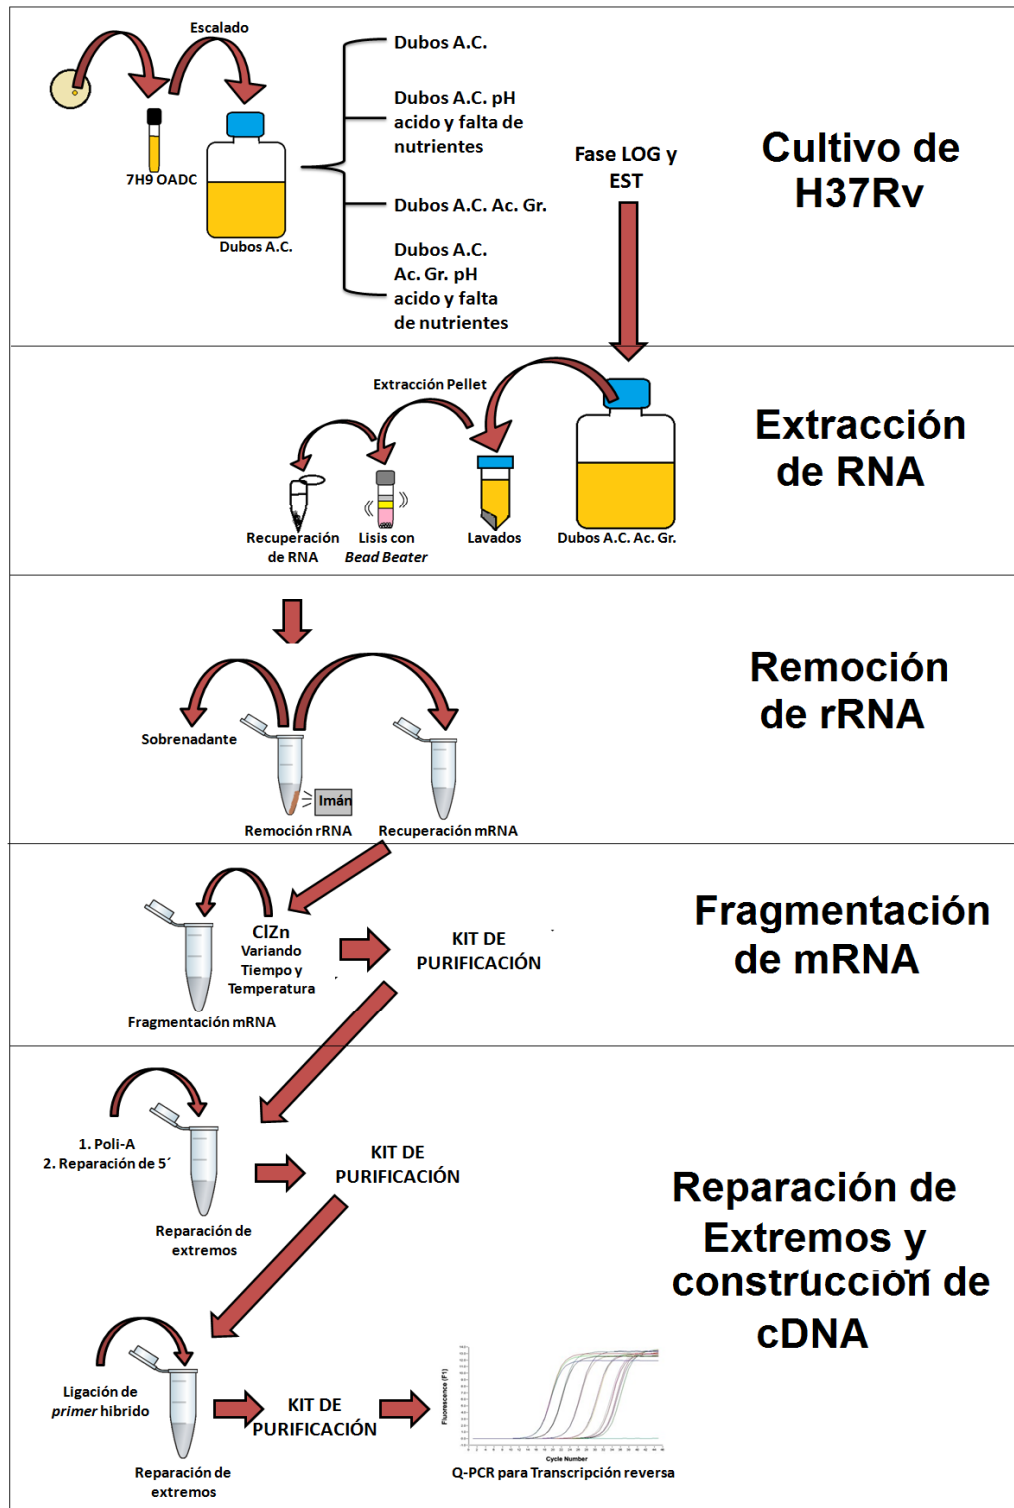 Escalado
7H9 OADC
Dubos A.C.
Dubos A.C.
Dubos A.C. pH
acido y falta de
nutrientes
Dubos A.C. Ac. Gr.
Dubos A.C.
Ac. Gr. pH
acido y falta
de nutrientes
Fase LOG y
EST
Cultivo de
H37Rv
Extracción Pellet
Recuperación
de RNA
Lisis con
Bead Beater
Lavados
Dubos A.C. Ac. Gr.
Extracción
de RNA
Sobrenadante
Imán
Remoción rRNA
Recuperación mRNA
Remoción
de rRNA
ClZn
Variando
Tiempo y
Temperatura
Fragmentación mRNA
KIT DE
PURIFICACIÓN
Fragmentación
de mRNA
1. Poli-A
2. Reparación de 5´
Reparación de
extremos
KIT DE
PURIFICACIÓN
Ligación de
primer hibrido
Reparación de
extremos
KIT DE
PURIFICACIÓN
Fluorescence (F1)
Cycle Number
Q-PCR para Transcripción reversa
Reparación de
Extremos y
construcción de
cDNA